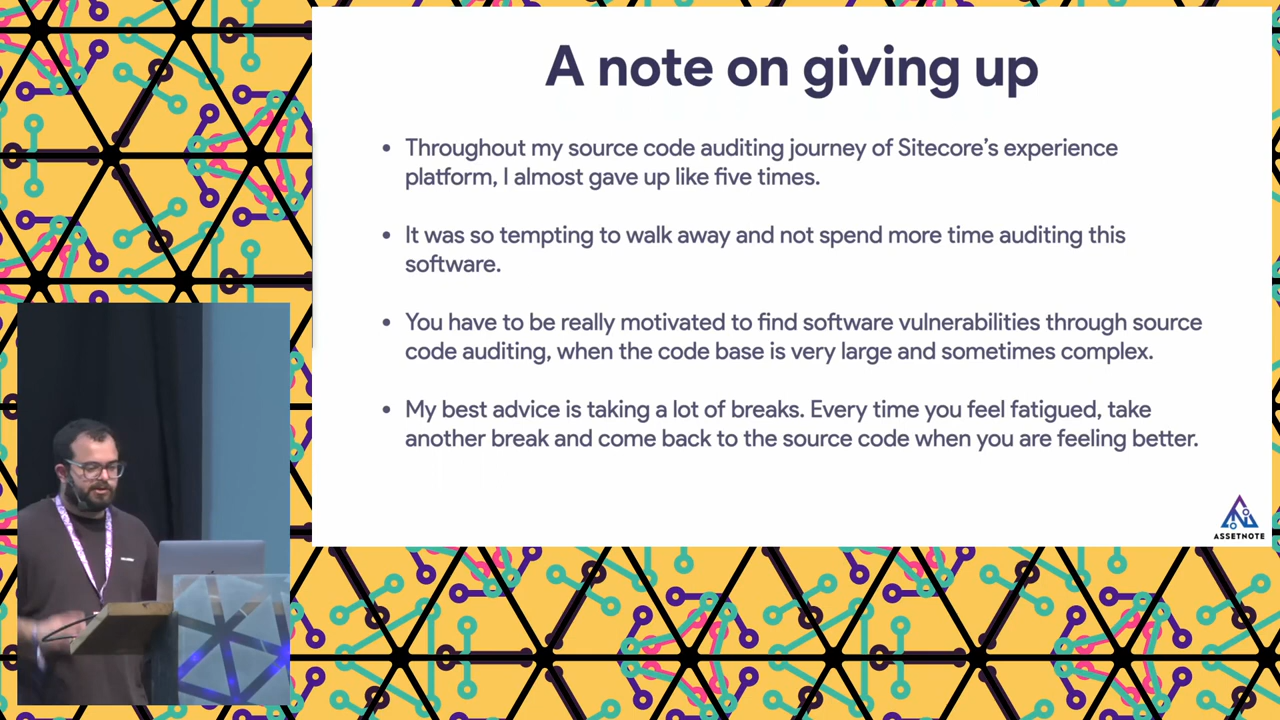 A note on giving up
• Throughout my source code auditing journey of Sitecore's experience
platform, I almost gave up like five times.
• It was so tempting to walk away and not spend more time auditing this
software.
• You have to be really motivated to find software vulnerabilities through source
code auditing, when the code base is very large and sometimes complex.
• My best advice is taking a lot of breaks. Every time you feel fatigued, take
another break and come back to the source code when you are feeling better.
ASSETNOTE